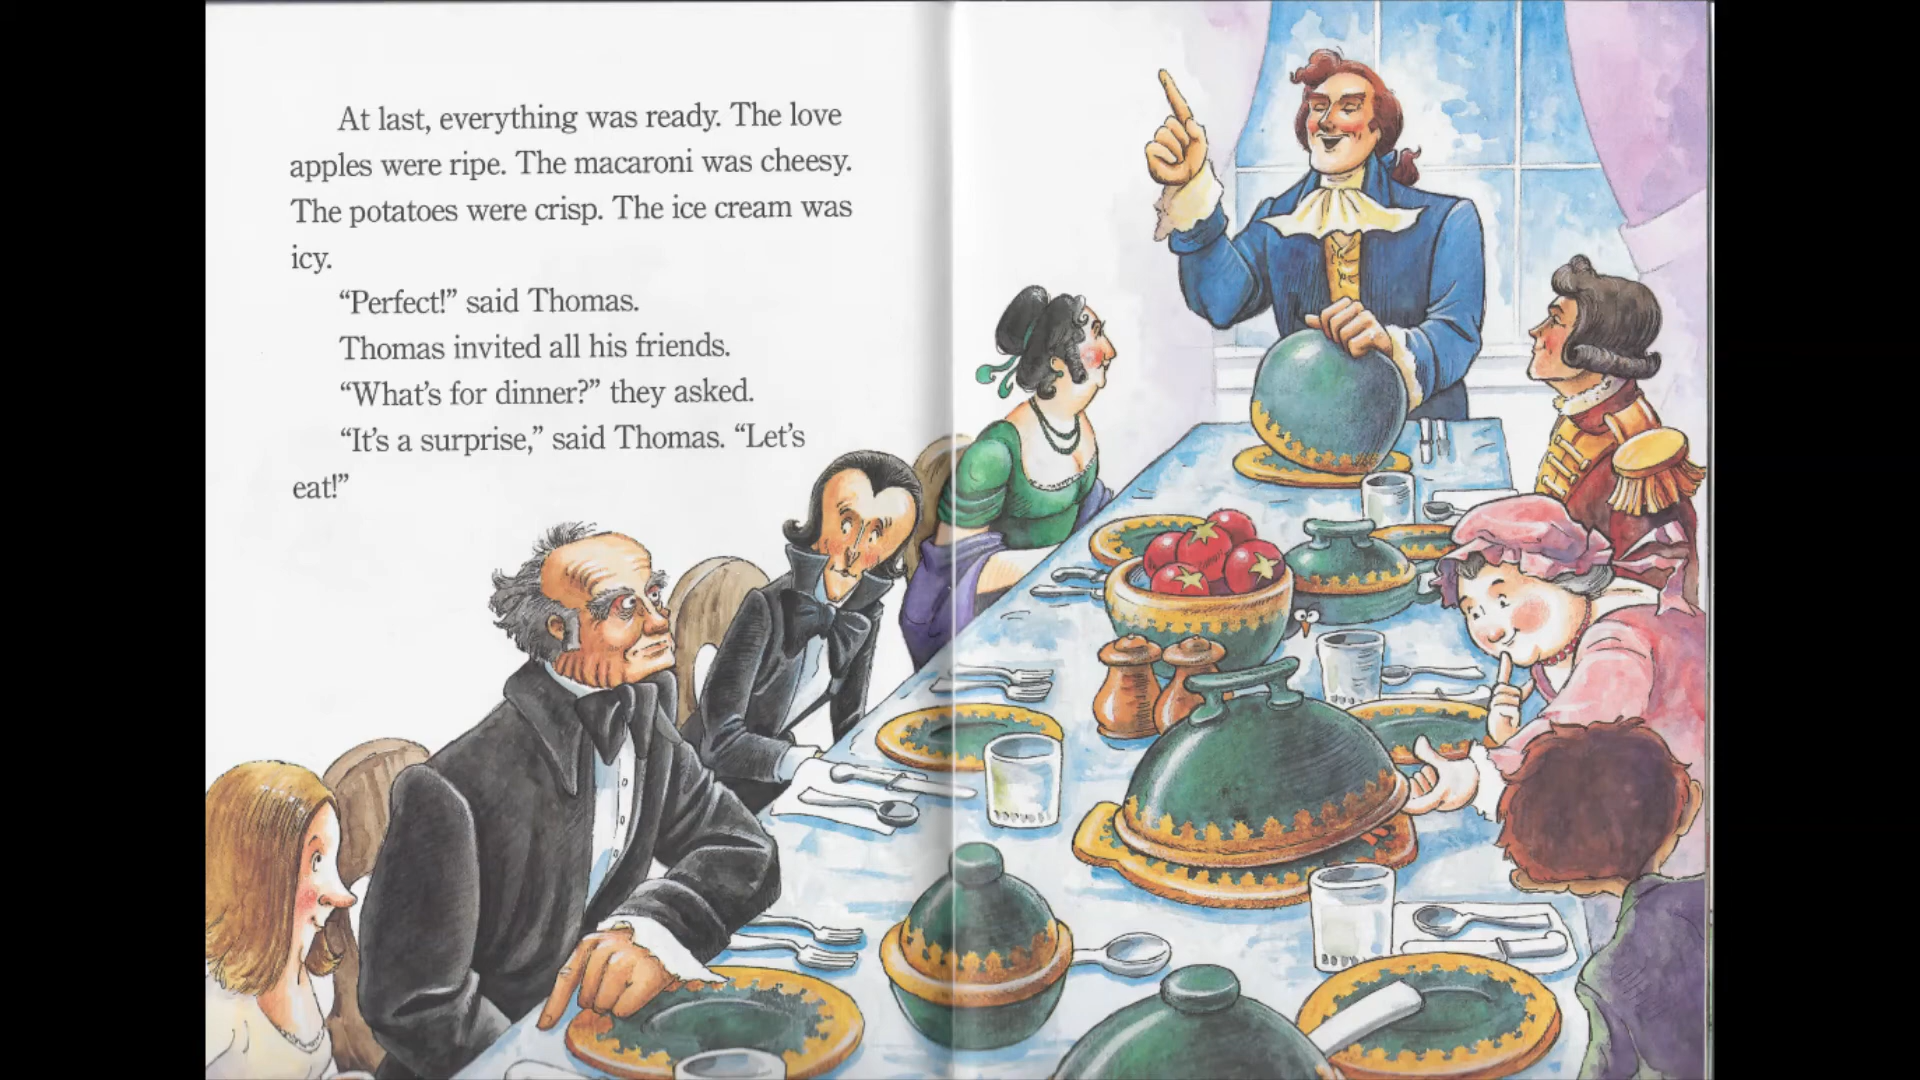 At last, everything was ready. The love
apples were ripe. The macaroni was cheesy.
The potatoes were crisp. The ice cream was
icy.
“Perfect!” said Thomas.
Thomas invited all his friends.
“What’s for dinner?” they asked.
“It’s a surprise,” said Thomas. “Let’s
eat!”